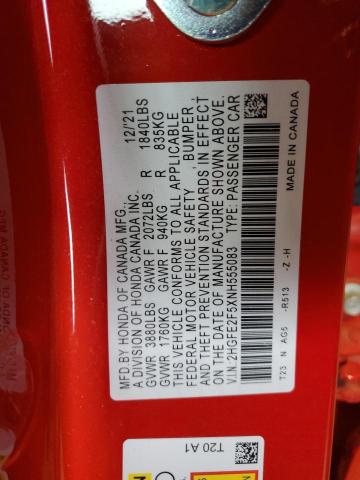 MFD.BY HONDA OF CANADA MFG., 12/'21
A DIVISION OF HONDA CANADA INC.
GVWR 3880LBS GAWR F 2072LBS R 1840LBS
GVWR 1760KG GAWR F 940KG R 835KG
THIS VEHICLE CONFORMS TO ALL APPLICABLE
FEDERAL MOTOR VEHICLE SAFETY BUMPER,
AND THEFT PREVENTION STANDARDS IN EFFECT
ON THE DATE OF MANUFACTURE SHOWN ABOVE.
V.I.N. 2HGFE2F5XNH555083 TYPE: PASSENGER CAR
T23 N AG5 -R513 -Z -H MADE IN CANADA
T20 A1